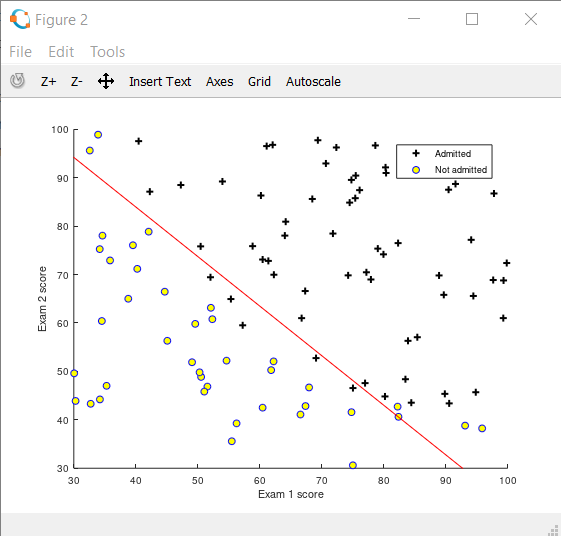 Figure 2
File Edit Tools
Z+ Z- Insert Text Axes Grid Autoscale
100
90
80
70
60
50
40
30
Exam 2 score
Admitted
Not admitted
30 40 50 60 70 80 90 100
Exam 1 score